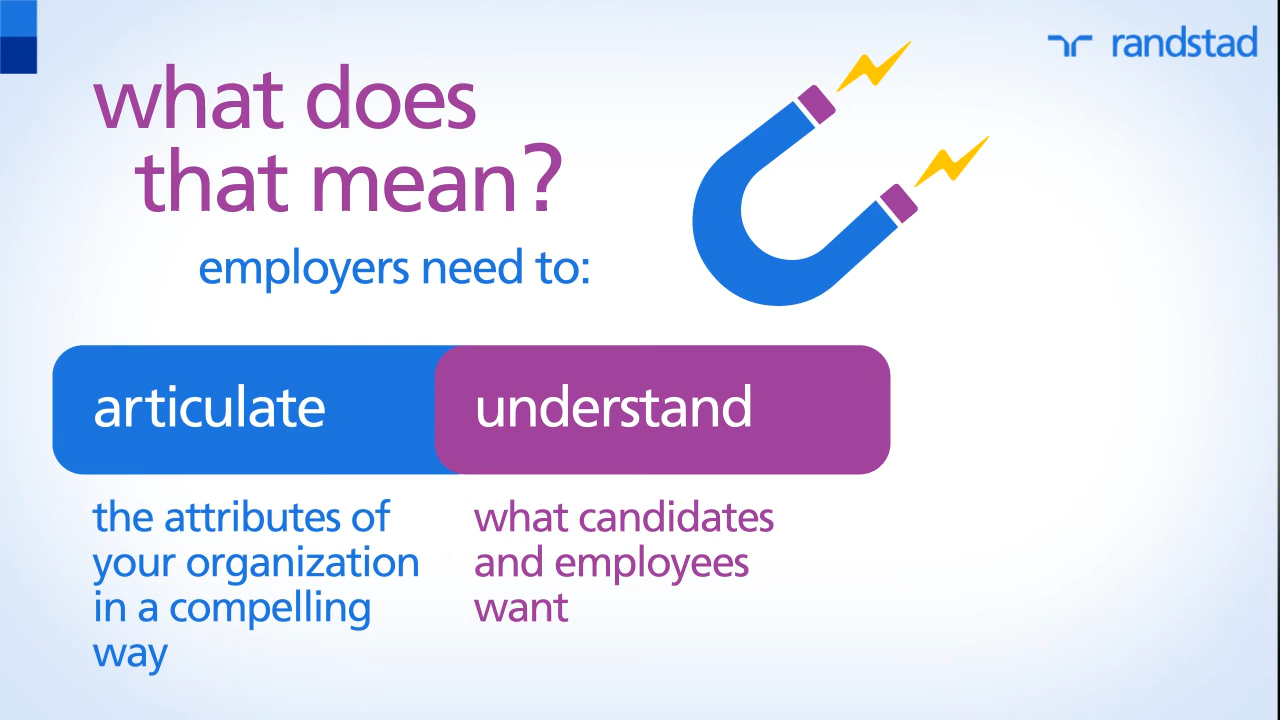 randstad
what does
that mean?
employers need to:
articulate
understand
the attributes of
your organization
in a compelling
way
what candidates
and employees
want